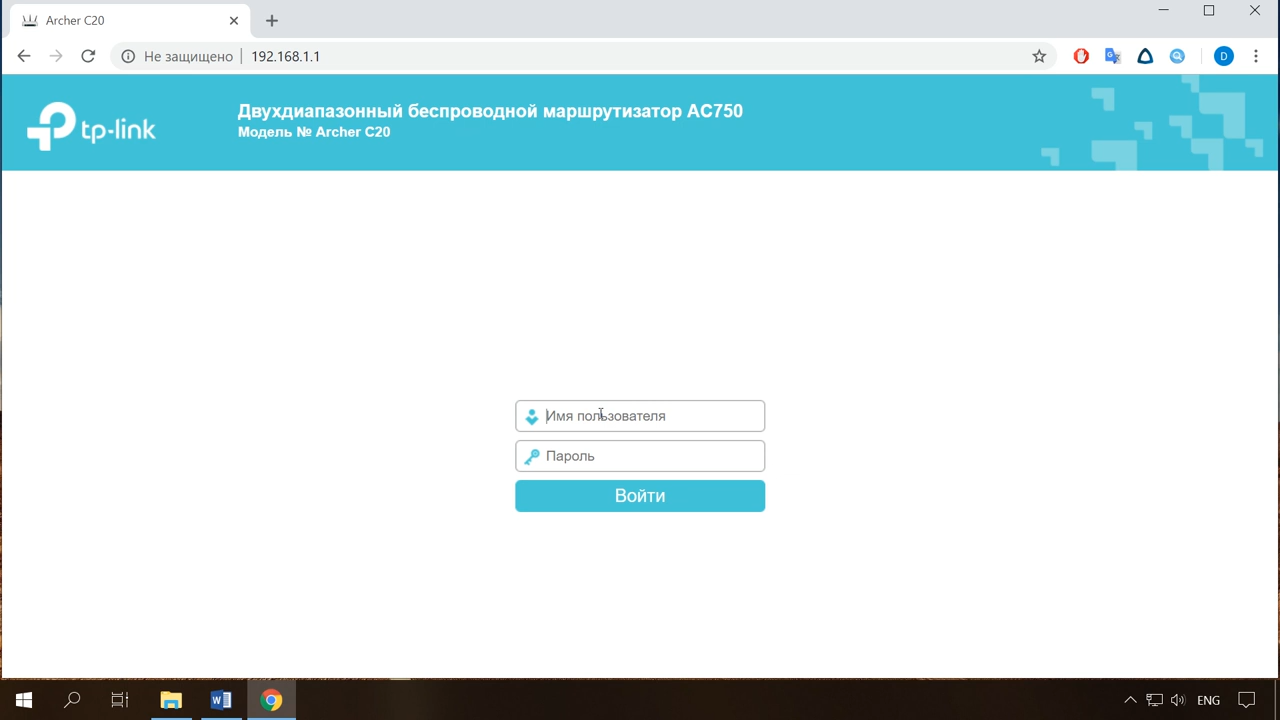 Archer C20
Не защищено
192.168.1.1
D
tp-link
Двухдиапазонный беспроводной маршрутизатор AC750
Модель № Archer C20
Имя пользователя
Пароль
Войти
ENG